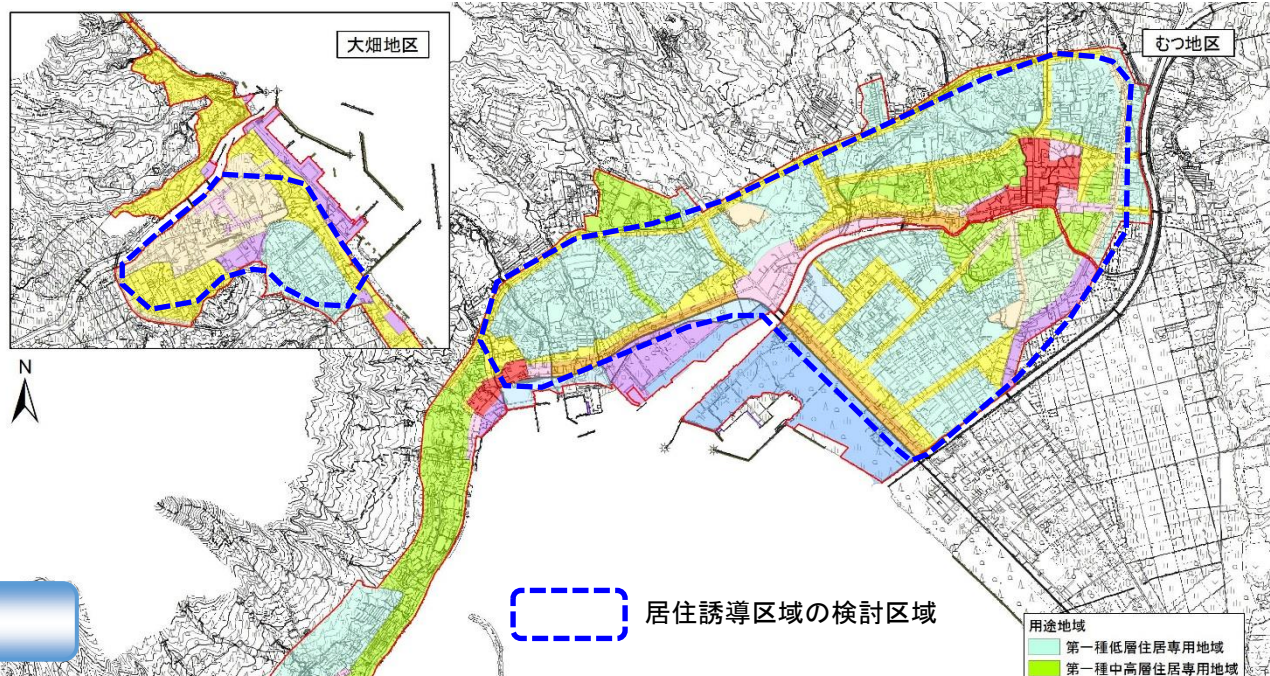 大畑地区
むつ地区
N
居住誘導区域の検討区域
用途地域
第一種低層住居専用地域
第一種中高層住居専用地域